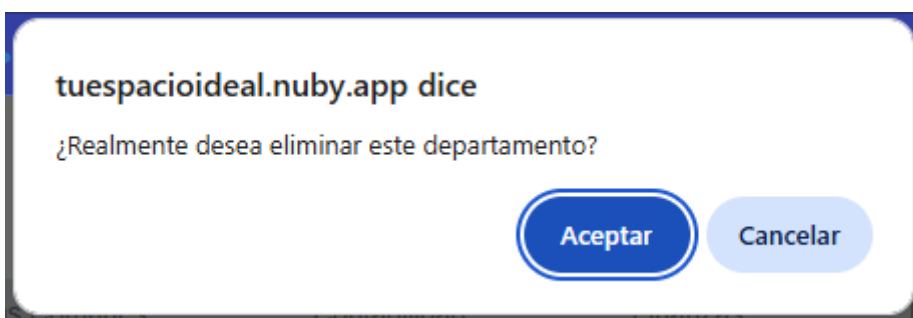 tuespacioideal.nuby.app dice
¿Realmente desea eliminar este departamento?
Aceptar Cancelar